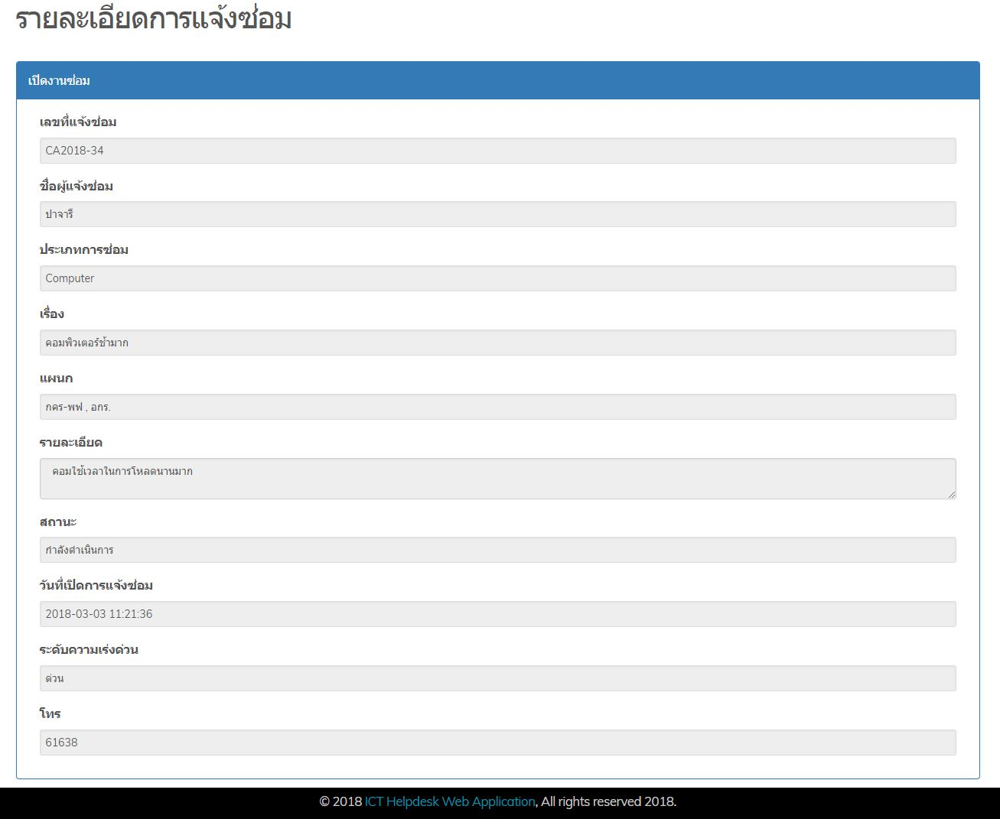 รายละเอียดการแจ้งซ่อม
เปิดงานซ่อม
เลขที่แจ้งซ่อม
CA2018-34
ชื่อผู้แจ้งซ่อม
ปาจารี
ประเภทการซ่อม
Computer
เรื่อง
คอมพิวเตอร์ช้ามาก
แผนก
กคร-พฟ , อกร.
รายละเอียด
คอมใช้เวลาในการโหลดนานมาก
สถานะ
กำลังดำเนินการ
วันที่เปิดการแจ้งซ่อม
2018-03-03 11:21:36
ระดับความเร่งด่วน
ด่วน
โทร
61638
© 2018 ICT Helpdesk Web Application, All rights reserved 2018.